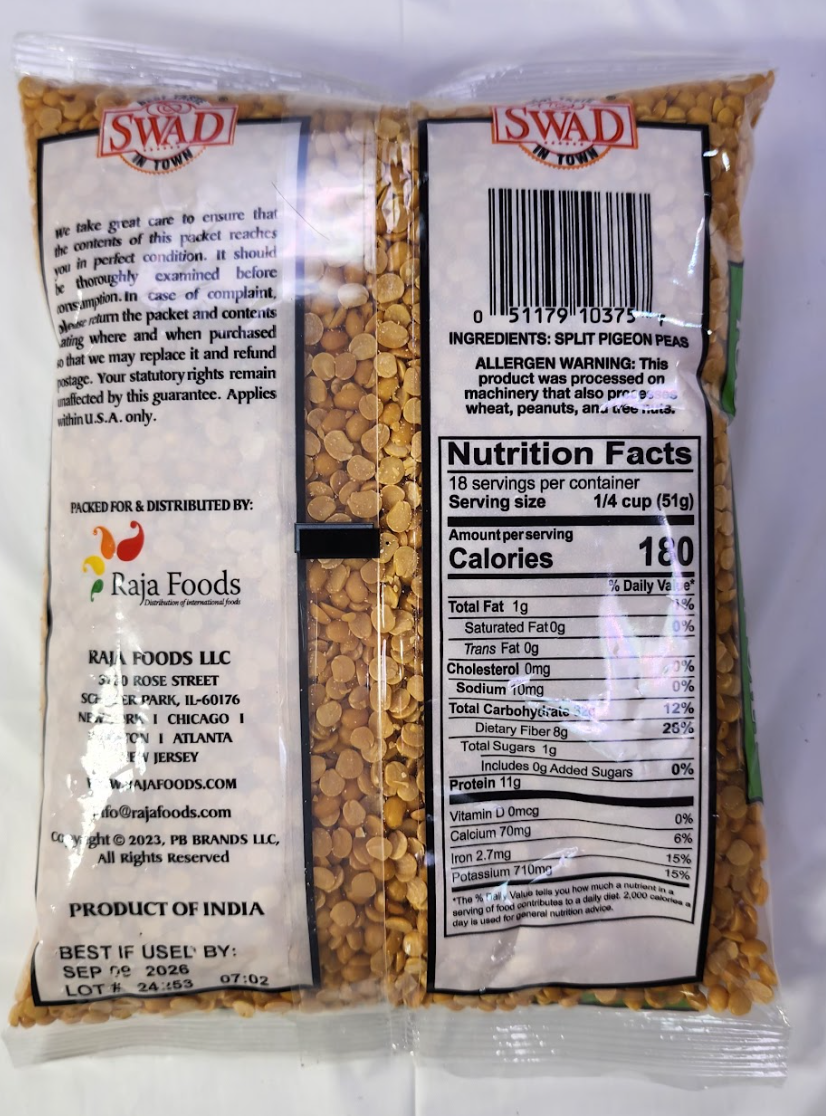 SWAD
IN TOWN
We take great care to ensure that
the contents of this packet reaches
you in perfect condition. It should
be thoroughly examined before
consumption. In case of complaint,
please return the packet and contents
stating where and when purchased
so that we may replace it and refund
postage. Your statutory rights remain
unaffected by this guarantee. Applies
within U.S.A. only.
PACKED FOR & DISTRIBUTED BY:
Raja Foods
Distribution of international foods
RAJA FOODS LLC
ROSE STREET
PARK, IL-60176
I CHICAGO I
I ATLANTA
NEW JERSEY
WWW.RAJAFOODS.COM
info@rajafoods.com
Copyright © 2023, PB BRANDS LLC,
All Rights Reserved
PRODUCT OF INDIA
BEST IF USED BY:
SEP 2026
LOT # 07:02
SWAD
IN TOWN
0 51179 10375
INGREDIENTS: SPLIT PIGEON PEAS
ALLERGEN WARNING: This
product was processed on
machinery that also processes
wheat, peanuts, and tree nuts.
Nutrition Facts
18 servings per container
Serving size 1/4 cup (51g)
Amount per serving
Calories 180
% Daily Value*
Total Fat 1g 1%
Saturated Fat 0g 0%
Trans Fat 0g
Cholesterol 0mg 0%
Sodium 10mg 0%
Total Carbohydrate 12%
Dietary Fiber 8g
Total Sugars 1g
Includes 0g Added Sugars 0%
Protein 11g
Vitamin D 0mcg 0%
Calcium 70mg 6%
Iron 2.7mg 15%
Potassium 710mg 15%
*The % Daily Value tells you how much a nutrient in a
serving of food contributes to a daily diet. 2,000 calories a
day is used for general nutrition advice.